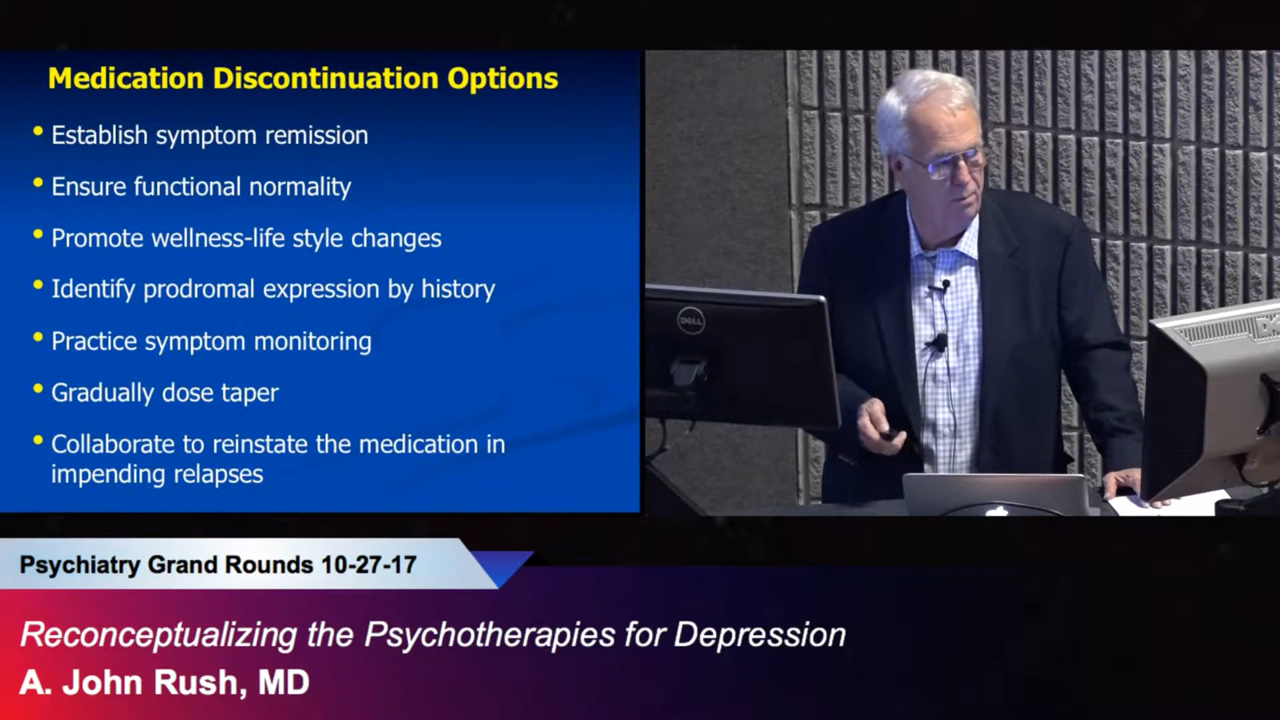 Medication Discontinuation Options
• Establish symptom remission
• Ensure functional normality
• Promote wellness-life style changes
• Identify prodromal expression by history
• Practice symptom monitoring
• Gradually dose taper
• Collaborate to reinstate the medication in
impending relapses
DELL
Psychiatry Grand Rounds 10-27-17
Reconceptualizing the Psychotherapies for Depression
A. John Rush, MD